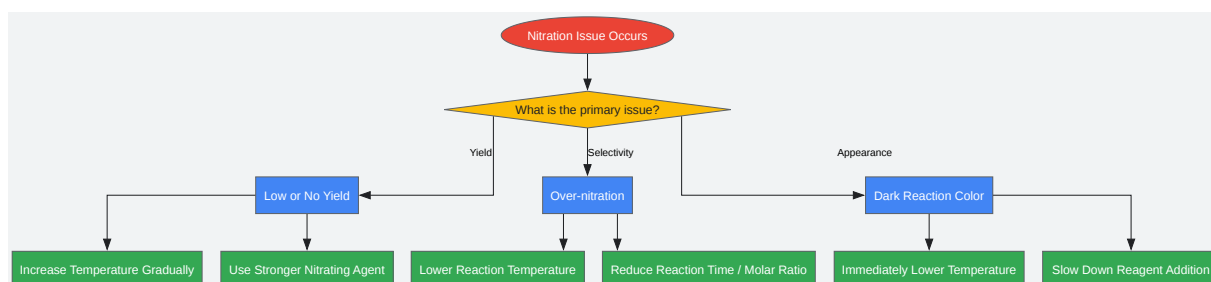 Nitration Issue Occurs
What is the primary issue?
Yield
Selectivity
Appearance
Low or No Yield
Over-nitration
Dark Reaction Color
Increase Temperature Gradually
Use Stronger Nitrating Agent
Lower Reaction Temperature
Reduce Reaction Time / Molar Ratio
Immediately Lower Temperature
Slow Down Reagent Addition